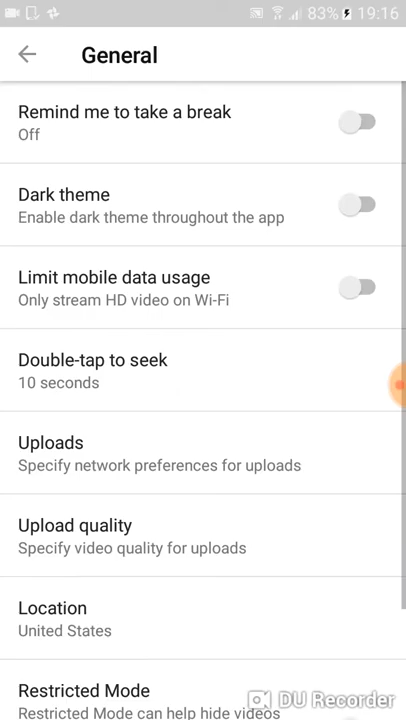 83% 19:16
General
Remind me to take a break
Off
Dark theme
Enable dark theme throughout the app
Limit mobile data usage
Only stream HD video on Wi-Fi
Double-tap to seek
10 seconds
Uploads
Specify network preferences for uploads
Upload quality
Specify video quality for uploads
Location
United States
Restricted Mode
DU Recorder
Restricted Mode can help hide videos